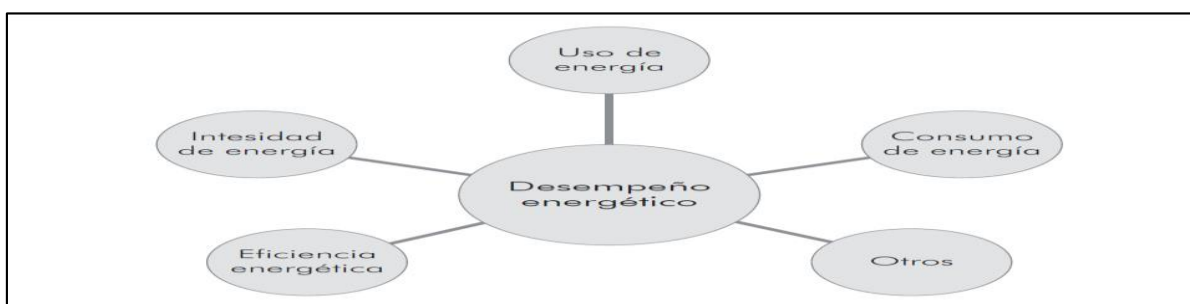 Uso de
energía
Intesidad
de energía
Consumo
de energía
Desempeño
energético
Eficiencia
energética
Otros